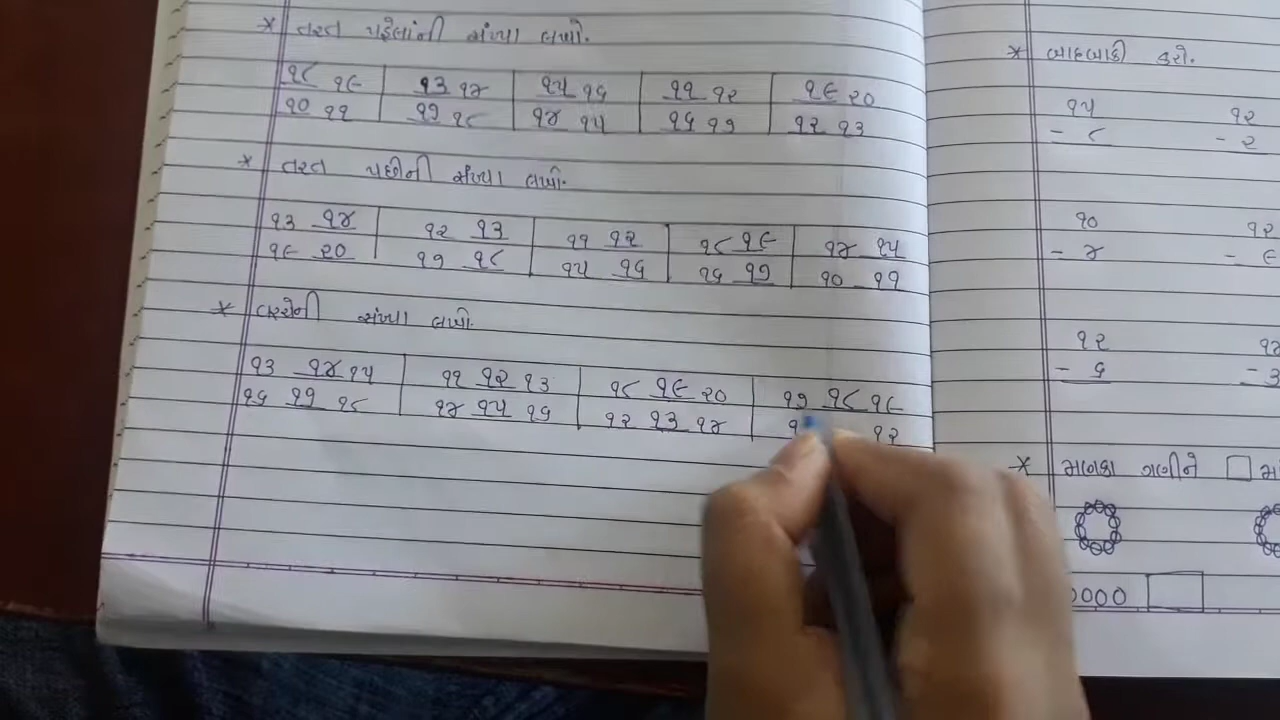 * તરત પહેલાંની સંખ્યા લખો.
૧૮ ૧૯ ૧૩ ૧૪ ૧૫ ૧૬ ૧૧ ૧૨ ૧૯ ૨૦
૧૦ ૧૧ ૧૭ ૧૮ ૧૪ ૧૫ ૧૬ ૧૭ ૧૨ ૧૩
* તરત પછીની સંખ્યા લખો.
૧૩ ૧૪ ૧૨ ૧૩ ૧૧ ૧૨ ૧૮ ૧૯ ૧૪ ૧૫
૧૯ ૨૦ ૧૭ ૧૮ ૧૫ ૧૬ ૧૬ ૧૭ ૧૦ ૧૧
* વચ્ચેની સંખ્યા લખો.
૧૩ ૧૪ ૧૫ ૧૧ ૧૨ ૧૩ ૧૮ ૧૯ ૨૦ ૧૭ ૧૮ ૧૯
૧૬ ૧૭ ૧૮ ૧૪ ૧૫ ૧૬ ૧૨ ૧૩ ૧૪ ૧૨
* બાદબાકી કરો.
૧૫ ૧૨
- ૮ - ૨
૧૦ ૧૨
- ૪ - ૯
૧૨ ૧૪
- ૬ - ૩
* મણકા ગણીને